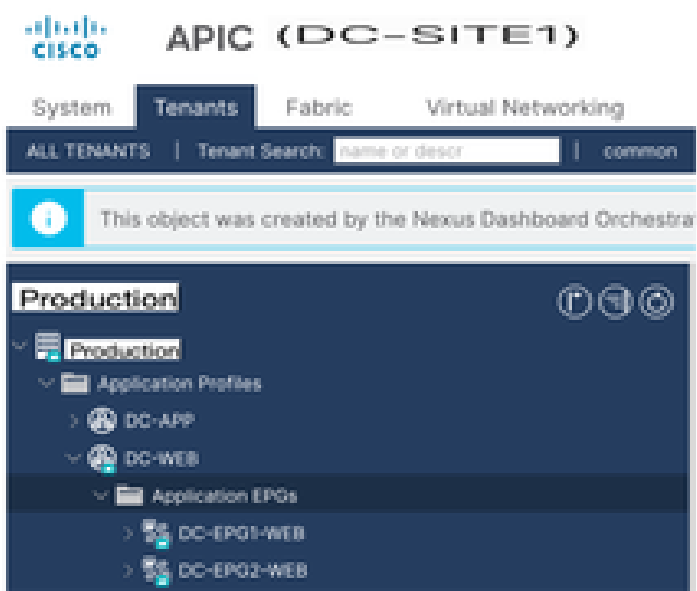 CISCO APIC (DC-SITE1)
System Tenants Fabric Virtual Networking
ALL TENANTS | Tenant Search: name or descr | common
This object was created by the Nexus Dashboard Orchestra
Production
Production
Application Profiles
DC-APP
DC-WEB
Application EPGs
DC-EPG1-WEB
DC-EPG2-WEB